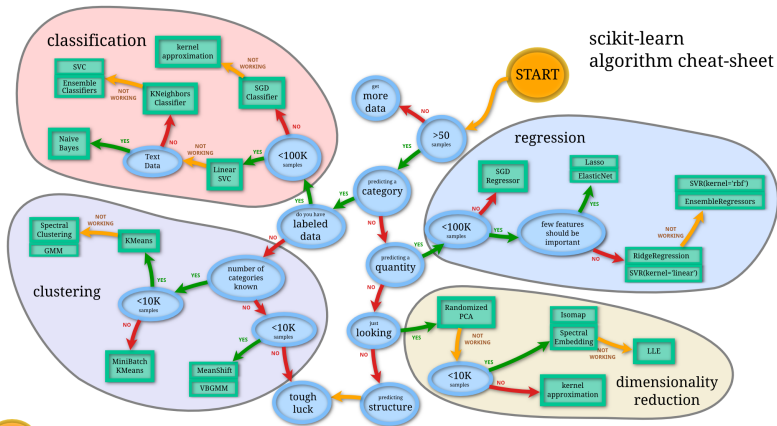 scikit-learn
algorithm cheat-sheet
START
>50
samples
NO
get
more
data
YES
predicting a
category
YES
do you have
labeled
data
YES
NO
classification
<100K
samples
YES
Linear
SVC
NOT
WORKING
Text
Data
YES
Naive
Bayes
NO
KNeighbors
Classifier
NOT
WORKING
SVC
Ensemble
Classifiers
NO
SGD
Classifier
NOT
WORKING
kernel
approximation
clustering
number of
categories
known
YES
<10K
samples
YES
KMeans
NOT
WORKING
Spectral
Clustering
GMM
NO
MiniBatch
KMeans
NO
<10K
samples
YES
MeanShift
VBGMM
NO
tough
luck
NO
predicting a
quantity
YES
regression
<100K
samples
NO
SGD
Regressor
YES
few features
should be
important
YES
Lasso
ElasticNet
NO
RidgeRegression
SVR(kernel='linear')
NOT
WORKING
SVR(kernel='rbf')
EnsembleRegressors
NO
just
looking
YES
Randomized
PCA
NOT
WORKING
<10K
samples
YES
Isomap
Spectral
Embedding
NOT
WORKING
LLE
NO
kernel
approximation
dimensionality
reduction
NO
predicting
structure